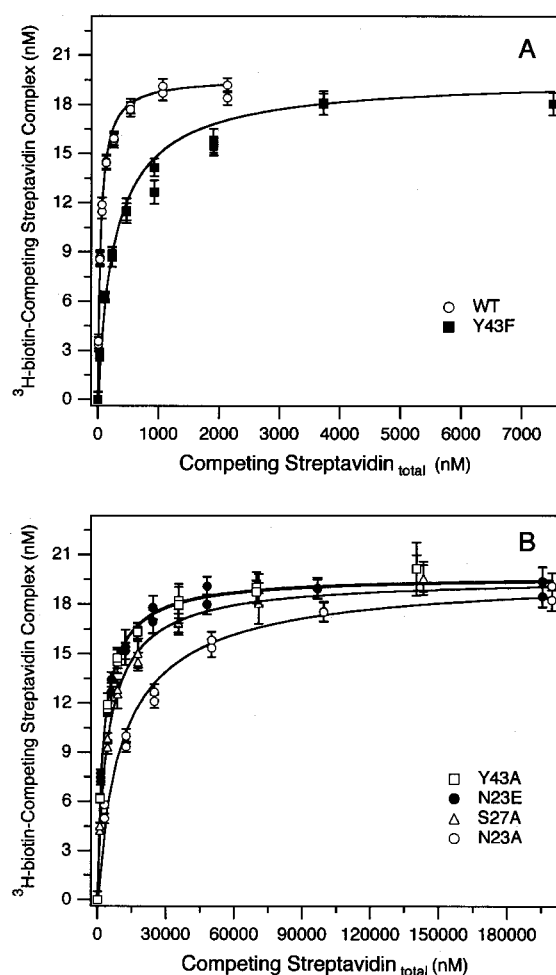 A
³H-biotin-Competing Streptavidin Complex (nM)
21
18
15
12
9
6
3
0
WT
Y43F
0 1000 2000 3000 4000 5000 6000 7000
Competing Streptavidin total (nM)
B
³H-biotin-Competing Streptavidin Complex (nM)
21
18
15
12
9
6
3
0
Y43A
N23E
S27A
N23A
0 30000 60000 90000 120000 150000 180000
Competing Streptavidin total (nM)